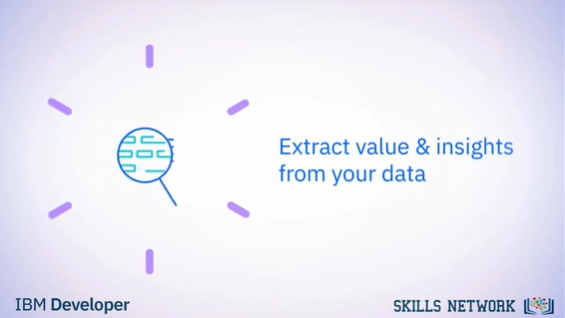 Extract value & insights
from your data
IBM Developer
SKILLS NETWORK